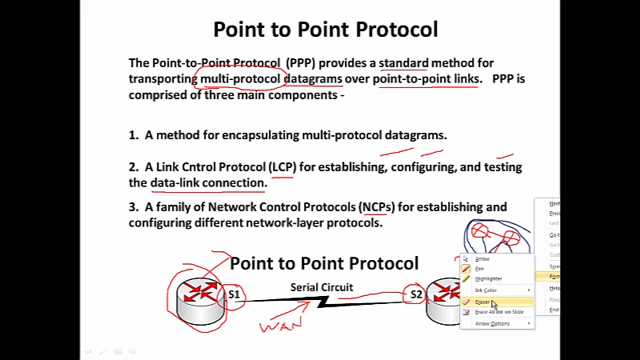 Point to Point Protocol
The Point-to-Point Protocol (PPP) provides a standard method for
transporting multi-protocol datagrams over point-to-point links. PPP is
comprised of three main components -
1. A method for encapsulating multi-protocol datagrams.
2. A Link Cntrol Protocol (LCP) for establishing, configuring, and testing
the data-link connection.
3. A family of Network Control Protocols (NCPs) for establishing and
configuring different network-layer protocols.
Point to Point Protocol
Serial Circuit
S1
S2
WAN
Arrow
Pen
Highlighter
Ink Color
Eraser
Erase All Ink on Slide
Arrow Options